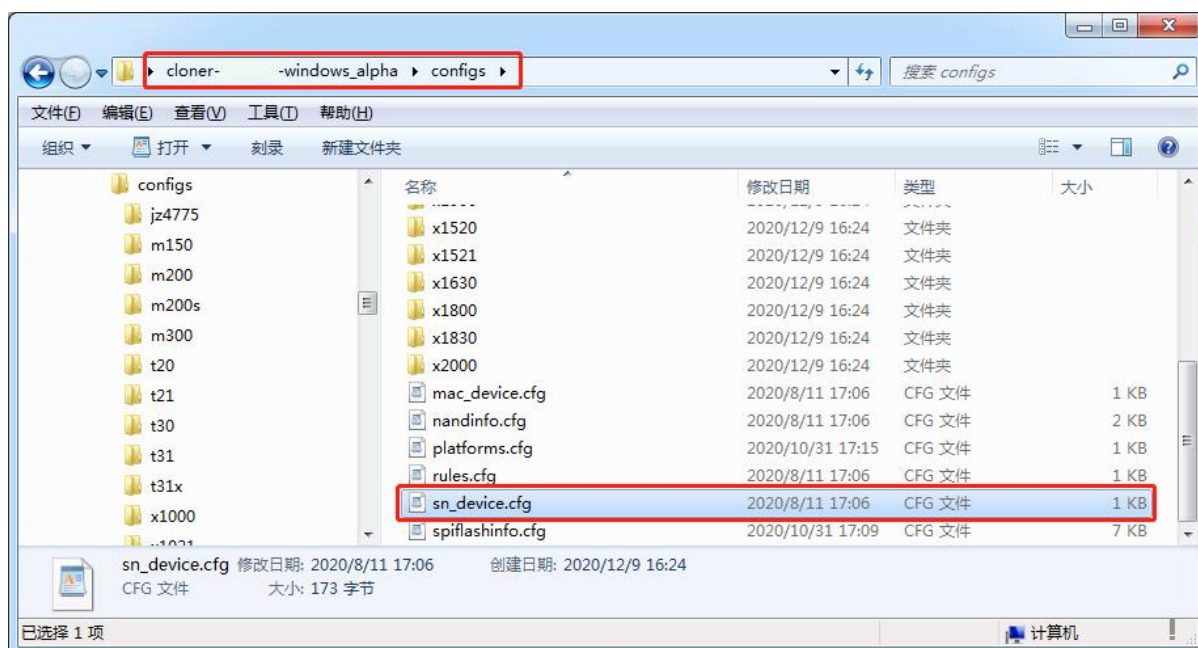 cloner- -windows_alpha configs
搜索 configs
文件(F) 编辑(E) 查看(V) 工具(T) 帮助(H)
组织 打开 刻录 新建文件夹
configs
jz4775
m150
m200
m200s
m300
t20
t21
t30
t31
t31x
x1000
名称 修改日期 类型 大小
x1520 2020/12/9 16:24 文件夹
x1521 2020/12/9 16:24 文件夹
x1630 2020/12/9 16:24 文件夹
x1800 2020/12/9 16:24 文件夹
x1830 2020/12/9 16:24 文件夹
x2000 2020/12/9 16:24 文件夹
mac_device.cfg 2020/8/11 17:06 CFG 文件 1 KB
nandinfo.cfg 2020/8/11 17:06 CFG 文件 2 KB
platforms.cfg 2020/10/31 17:15 CFG 文件 1 KB
rules.cfg 2020/8/11 17:06 CFG 文件 1 KB
sn_device.cfg 2020/8/11 17:06 CFG 文件 1 KB
spiflashinfo.cfg 2020/10/31 17:09 CFG 文件 7 KB
sn_device.cfg 修改日期: 2020/8/11 17:06 创建日期: 2020/12/9 16:24
CFG 文件 大小: 173 字节
已选择 1 项 计算机